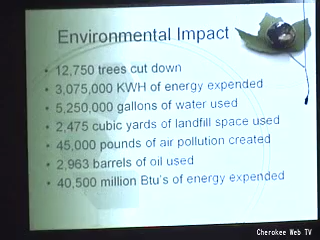 Environmental Impact
• 12,750 trees cut down
• 3,075,000 KWH of energy expended
• 5,250,000 gallons of water used
• 2,475 cubic yards of landfill space used
• 45,000 pounds of air pollution created
• 2,963 barrels of oil used
• 40,500 million Btu's of energy expended
Cherokee Web TV